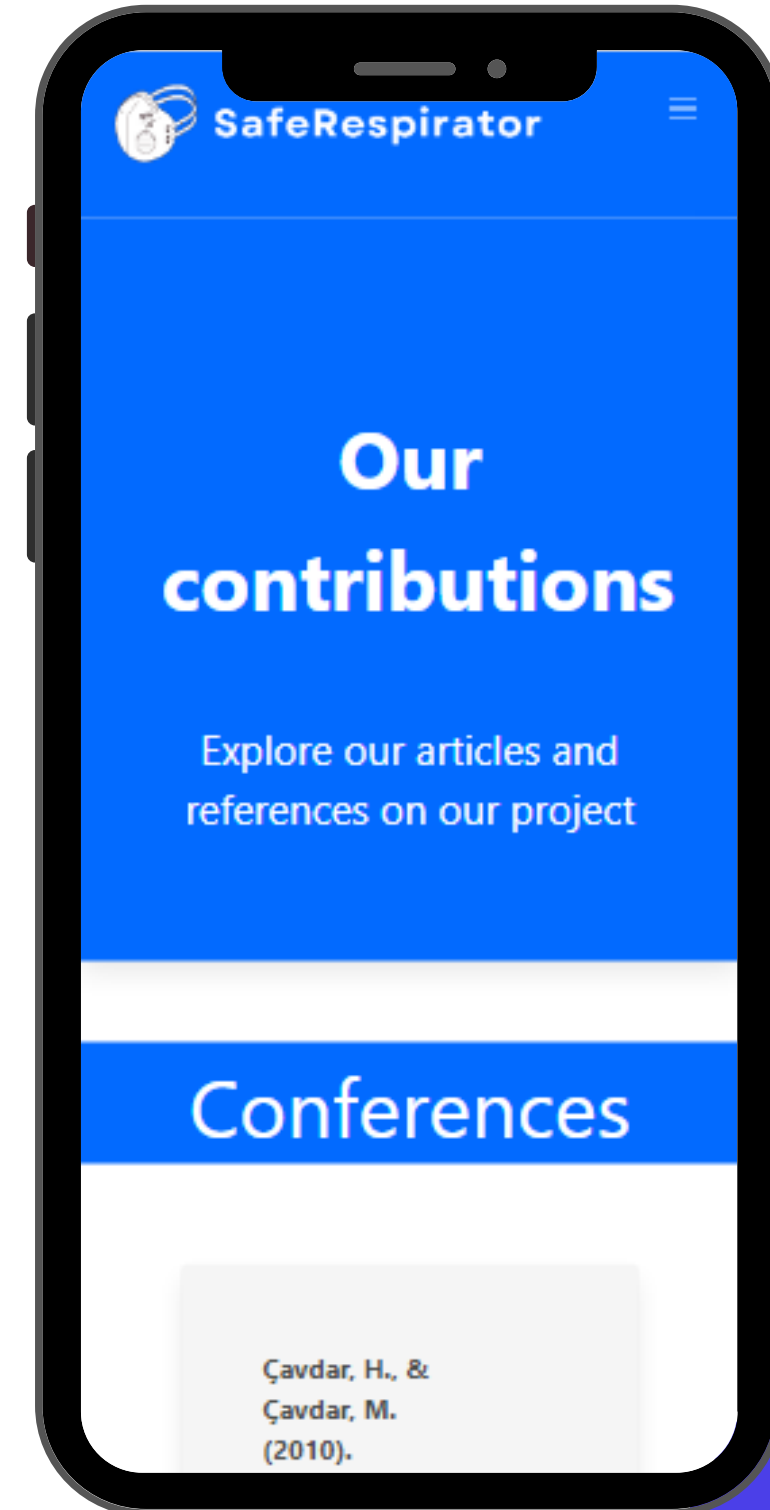 SafeRespirator
Our
contributions
Explore our articles and
references on our project
Conferences
Çavdar, H., &
Çavdar, M.
(2010).